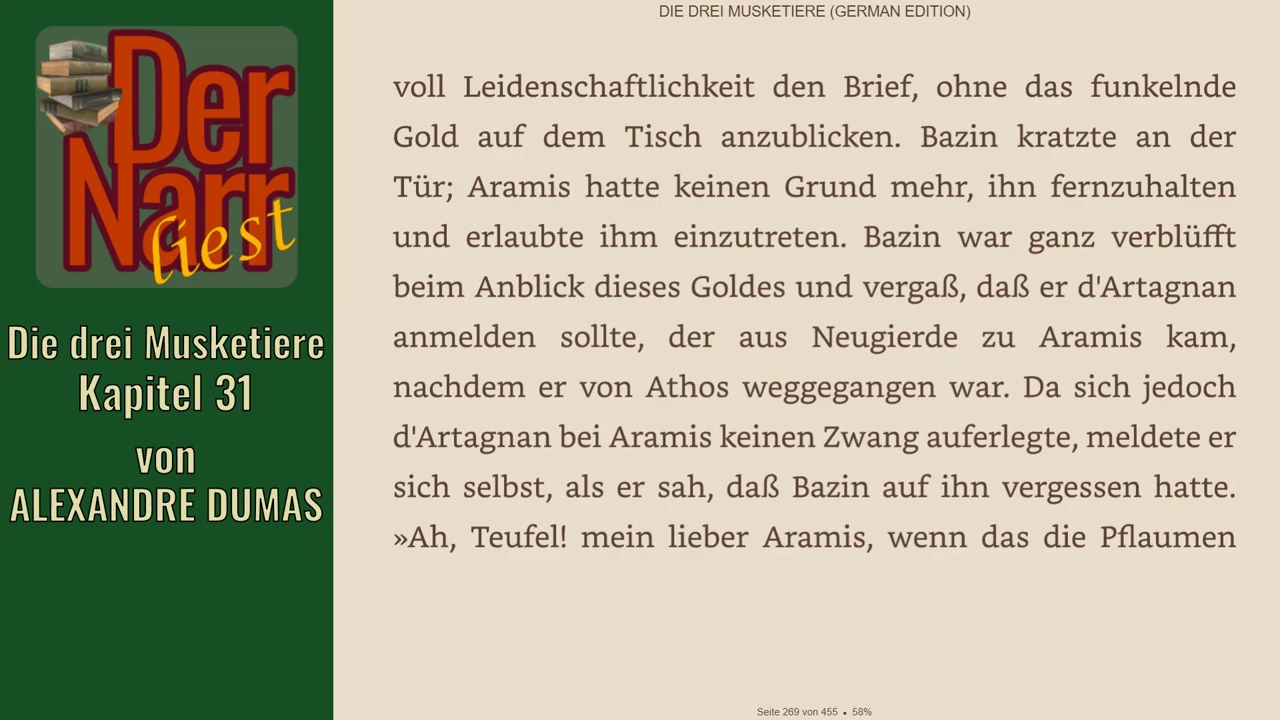 DIE DREI MUSKETIERE (GERMAN EDITION)
Der
Narr
liest
Die drei Musketiere
Kapitel 31
von
ALEXANDRE DUMAS
voll Leidenschaftlichkeit den Brief, ohne das funkelnde
Gold auf dem Tisch anzublicken. Bazin kratzte an der
Tür; Aramis hatte keinen Grund mehr, ihn fernzuhalten
und erlaubte ihm einzutreten. Bazin war ganz verblüfft
beim Anblick dieses Goldes und vergaß, daß er d'Artagnan
anmelden sollte, der aus Neugierde zu Aramis kam,
nachdem er von Athos weggegangen war. Da sich jedoch
d'Artagnan bei Aramis keinen Zwang auferlegte, meldete er
sich selbst, als er sah, daß Bazin auf ihn vergessen hatte.
»Ah, Teufel! mein lieber Aramis, wenn das die Pflaumen
Seite 269 von 455 • 58%